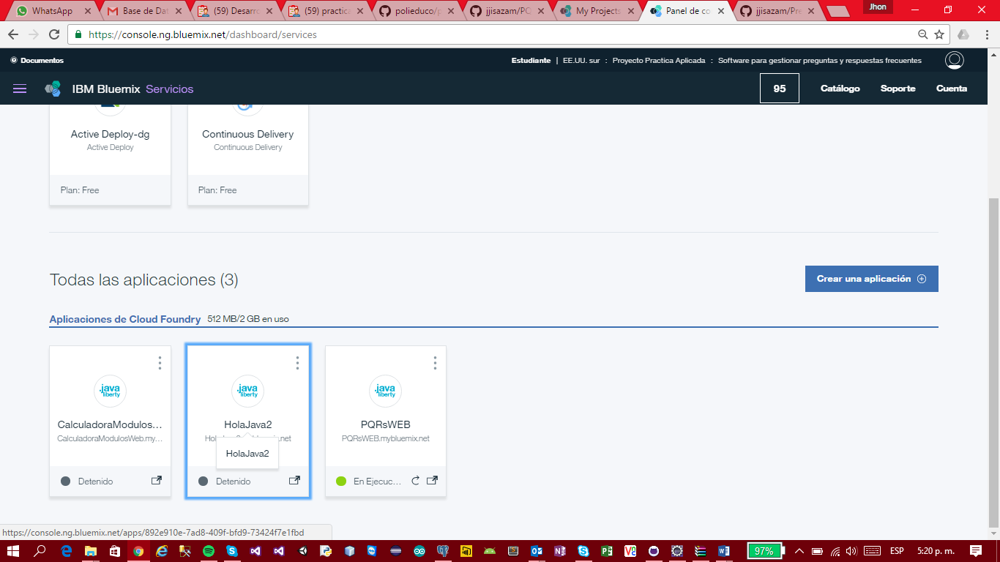 WhatsApp
Base de Dat
(59) Desarro
(59) practica
polieduco/p
jjisazam/PC
My Projects
Panel de co
jjisazam/Pre
Jhon
https://console.ng.bluemix.net/dashboard/services
Documentos
Estudiante | EE.UU. sur : Proyecto Practica Aplicada : Software para gestionar preguntas y respuestas frecuentes
IBM Bluemix Servicios
95
Catálogo
Soporte
Cuenta
Active Deploy-dg
Active Deploy
Plan: Free
Continuous Delivery
Continuous Delivery
Plan: Free
Todas las aplicaciones (3)
Crear una aplicación
Aplicaciones de Cloud Foundry 512 MB/2 GB en uso
.java
liberty
CalculadoraModulos...
CalculadoraModulosWeb.my...
Detenido
.java
liberty
HolaJava2
HolaJava2
Detenido
.java
liberty
PQRsWEB
PQRsWEB.mybluemix.net
En Ejecuc...
https://console.ng.bluemix.net/apps/892e910e-7ad8-409f-bfd9-73424f7e1fbd
97%
ESP
5:20 p. m.